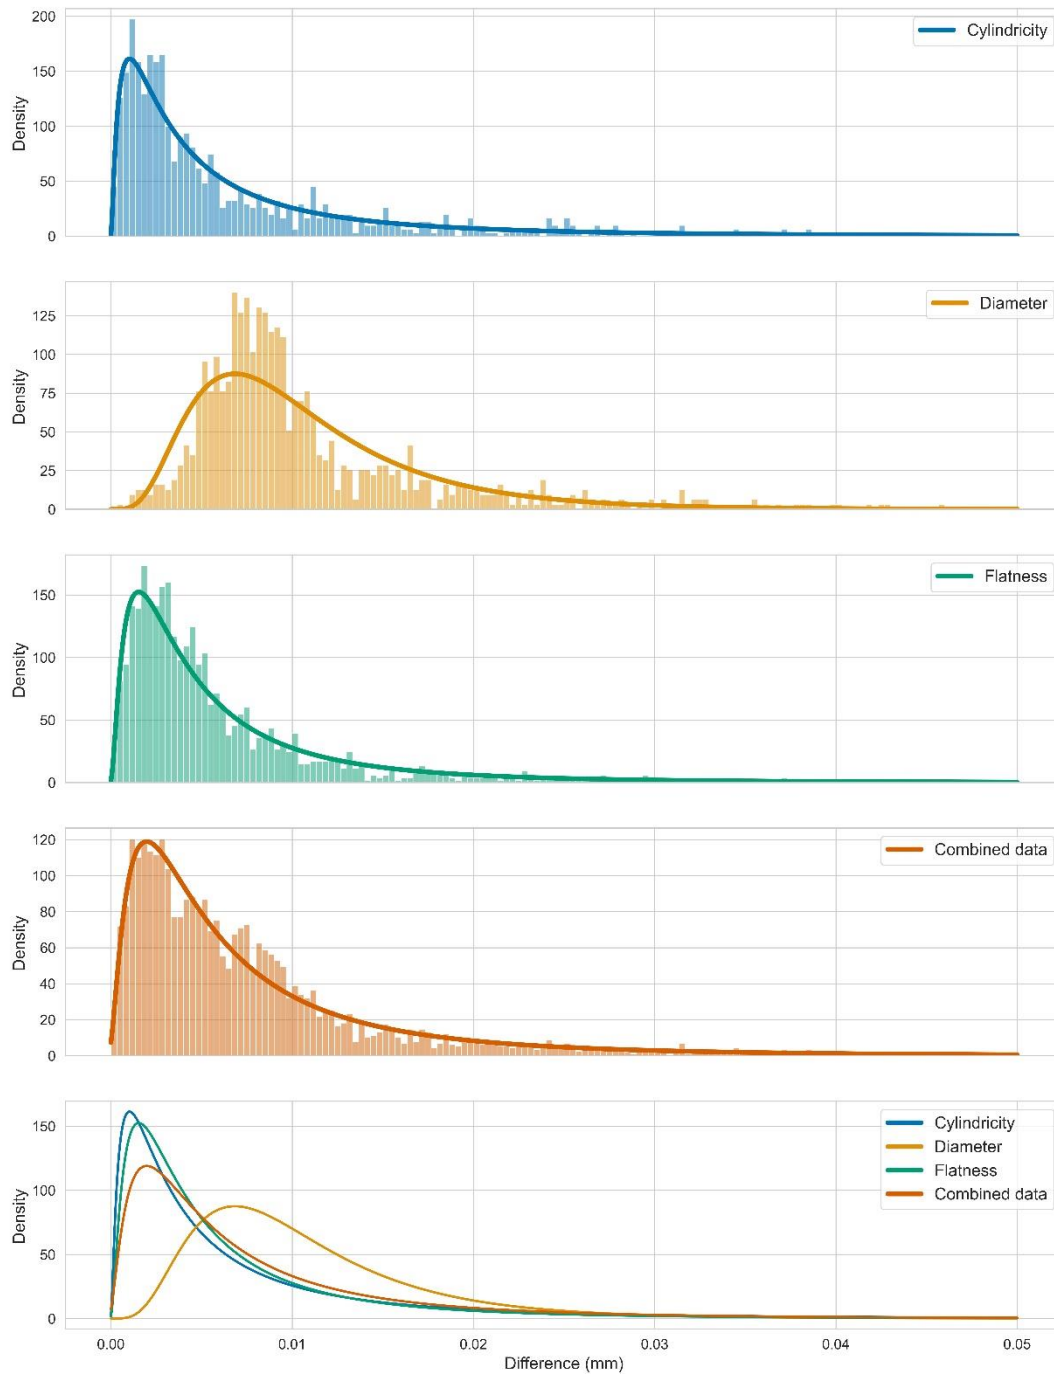 200
150
100
50
0
Density
Cylindricity
125
100
75
50
25
0
Density
Diameter
150
100
50
0
Density
Flatness
120
100
80
60
40
20
0
Density
Combined data
150
100
50
0
Density
Cylindricity
Diameter
Flatness
Combined data
0.00 0.01 0.02 0.03 0.04 0.05
Difference (mm)